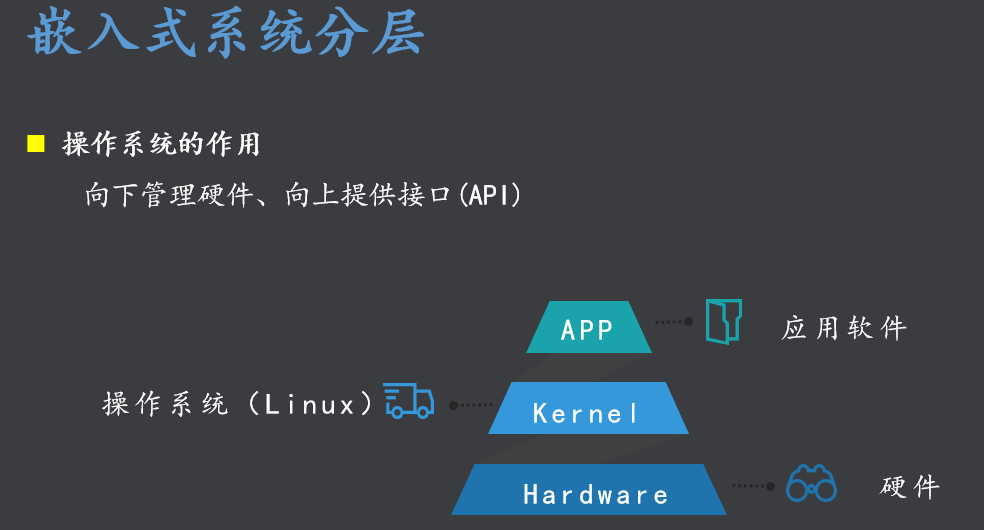 嵌入式系统分层
操作系统的作用
向下管理硬件、向上提供接口(API)
APP
应用软件
操作系统（Linux）
Kernel
Hardware
硬件